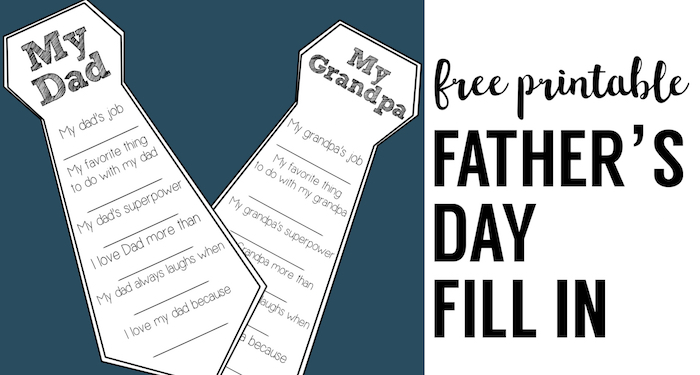 My
Dad
My dad's job
My favorite thing
to do with my dad
My dad's superpower
I love Dad more than
My dad always laughs when
I love my dad because
My
Grandpa
My grandpa's job
My favorite thing
to do with my grandpa
My grandpa's superpower
Grandpa more than
laughs when
because
free printable
FATHER'S
DAY
FILL IN